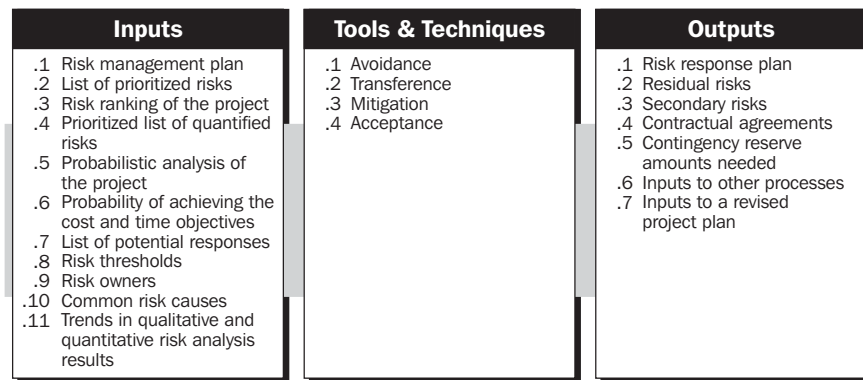 Inputs
.1 Risk management plan
.2 List of prioritized risks
.3 Risk ranking of the project
.4 Prioritized list of quantified
risks
.5 Probabilistic analysis of
the project
.6 Probability of achieving the
cost and time objectives
.7 List of potential responses
.8 Risk thresholds
.9 Risk owners
.10 Common risk causes
.11 Trends in qualitative and
quantitative risk analysis
results
Tools & Techniques
.1 Avoidance
.2 Transference
.3 Mitigation
.4 Acceptance
Outputs
.1 Risk response plan
.2 Residual risks
.3 Secondary risks
.4 Contractual agreements
.5 Contingency reserve
amounts needed
.6 Inputs to other processes
.7 Inputs to a revised
project plan